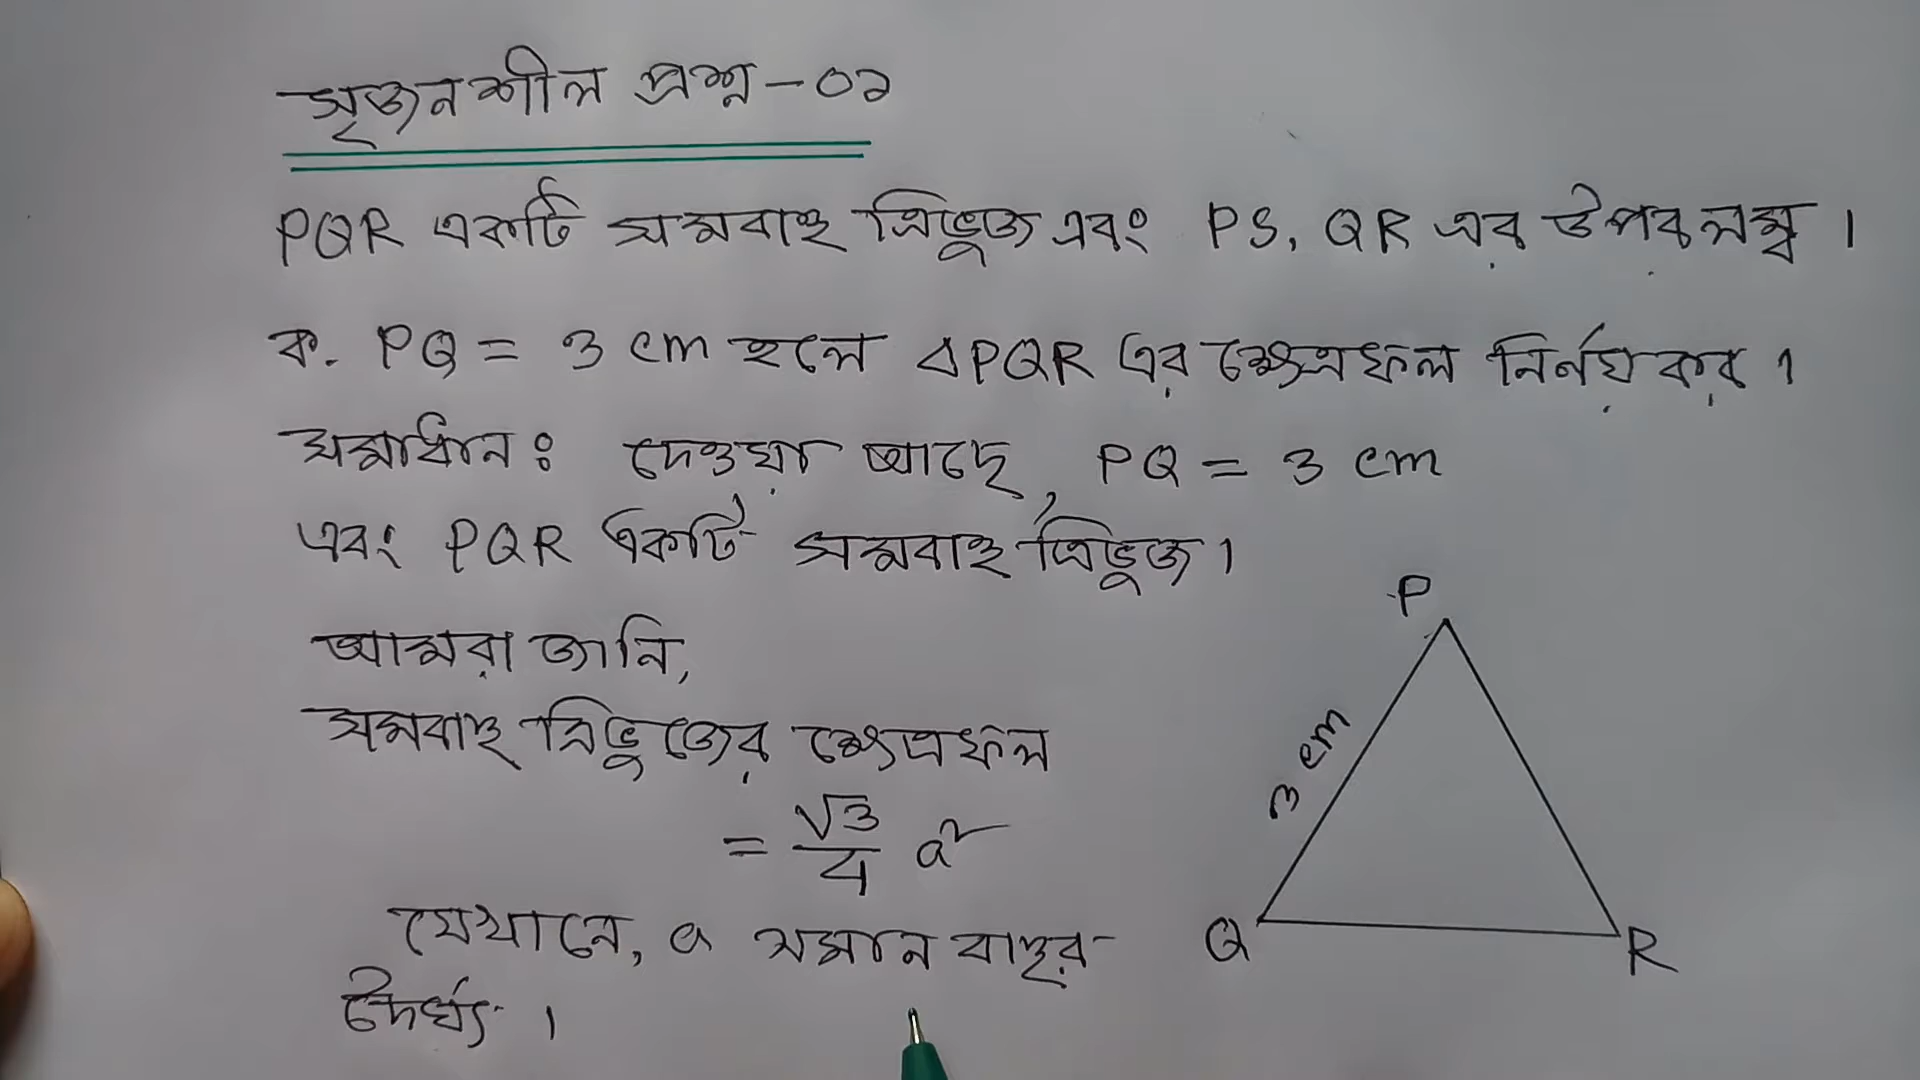 সৃজনশীল প্রশ্ন-০১
PQR একটি সমবাহু ত্রিভুজ এবং PS, QR এর উপর লম্ব।
ক. PQ = 3 cm হলে ΔPQR এর ক্ষেত্রফল নির্ণয় কর।
সমাধান: দেওয়া আছে, PQ = 3 cm
এবং PQR একটি সমবাহু ত্রিভুজ।
আমরা জানি,
সমবাহু ত্রিভুজের ক্ষেত্রফল
= √3/4 a²
যেখানে, a সমান বাহুর
দৈর্ঘ্য।
P
3 cm
Q
R